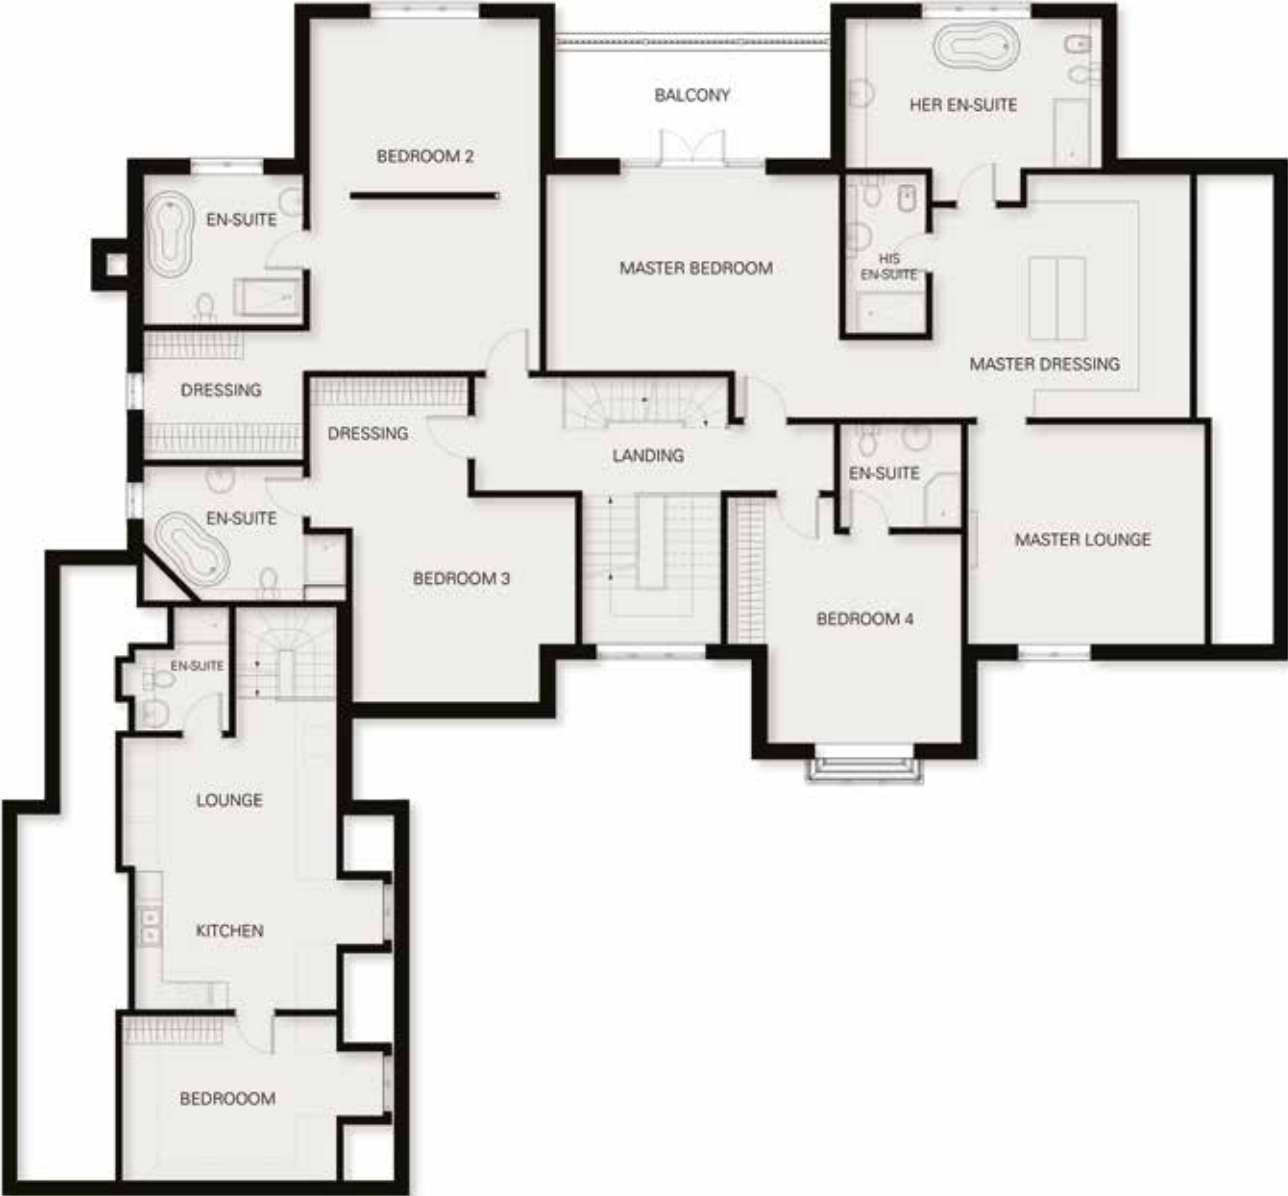 BALCONY
HER EN-SUITE
BEDROOM 2
EN-SUITE
MASTER BEDROOM
HIS
EN-SUITE
MASTER DRESSING
DRESSING
DRESSING
LANDING
EN-SUITE
EN-SUITE
MASTER LOUNGE
BEDROOM 3
BEDROOM 4
EN-SUITE
LOUNGE
KITCHEN
BEDROOOM